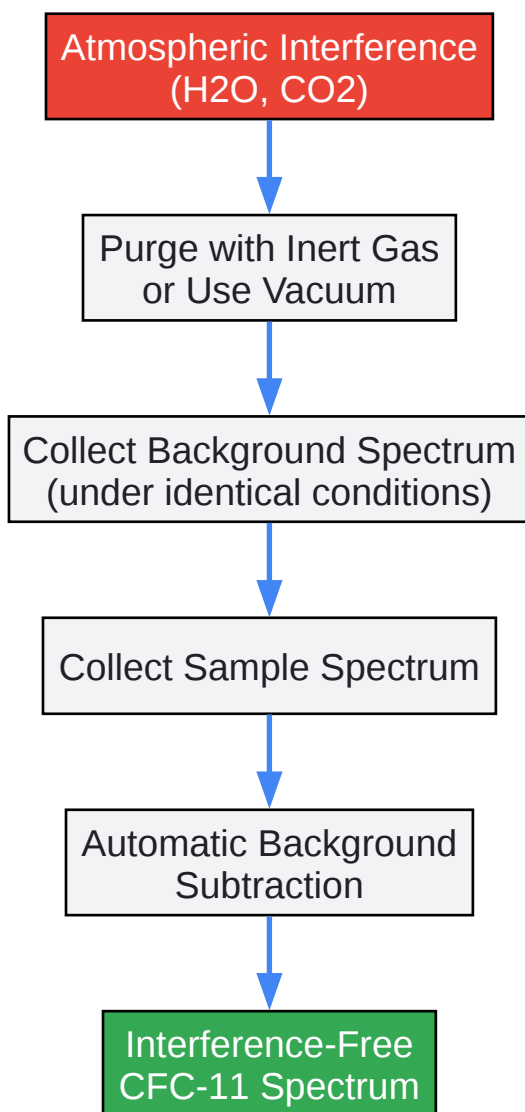 Atmospheric Interference
(H2O, CO2)
Purge with Inert Gas
or Use Vacuum
Collect Background Spectrum
(under identical conditions)
Collect Sample Spectrum
Automatic Background
Subtraction
Interference-Free
CFC-11 Spectrum